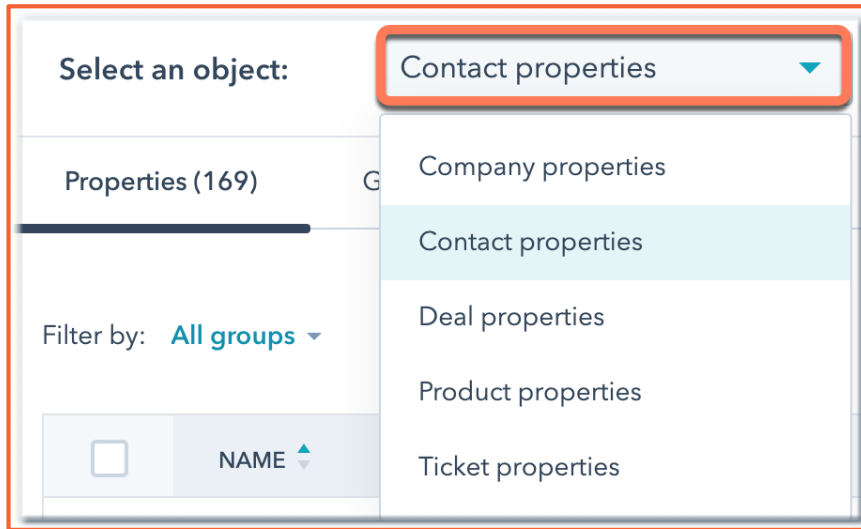 Select an object:
Contact properties
Properties (169)
G
Company properties
Contact properties
Deal properties
Product properties
Ticket properties
Filter by: All groups
NAME